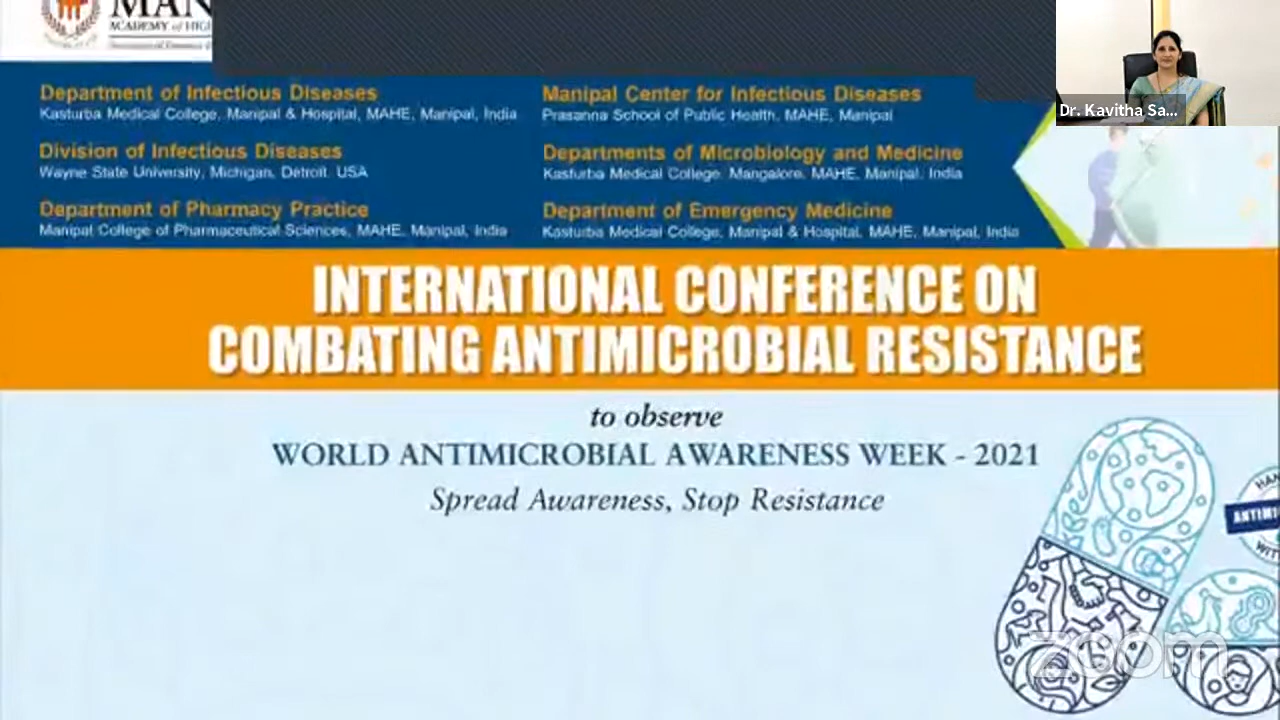 MAN
ACADEMY of HIG
Department of Infectious Diseases
Kasturba Medical College, Manipal & Hospital, MAHE, Manipal, India
Manipal Center for Infectious Diseases
Prasanna School of Public Health, MAHE, Manipal
Dr. Kavitha Sa...
Division of Infectious Diseases
Wayne State University, Michigan, Detroit, USA
Departments of Microbiology and Medicine
Kasturba Medical College, Mangalore, MAHE, Manipal, India
Department of Pharmacy Practice
Manipal College of Pharmaceutical Sciences, MAHE, Manipal, India
Department of Emergency Medicine
Kasturba Medical College, Manipal & Hospital, MAHE, Manipal, India
INTERNATIONAL CONFERENCE ON
COMBATING ANTIMICROBIAL RESISTANCE
to observe
WORLD ANTIMICROBIAL AWARENESS WEEK - 2021
Spread Awareness, Stop Resistance
HAN
ANTIMI
WIT
zoom